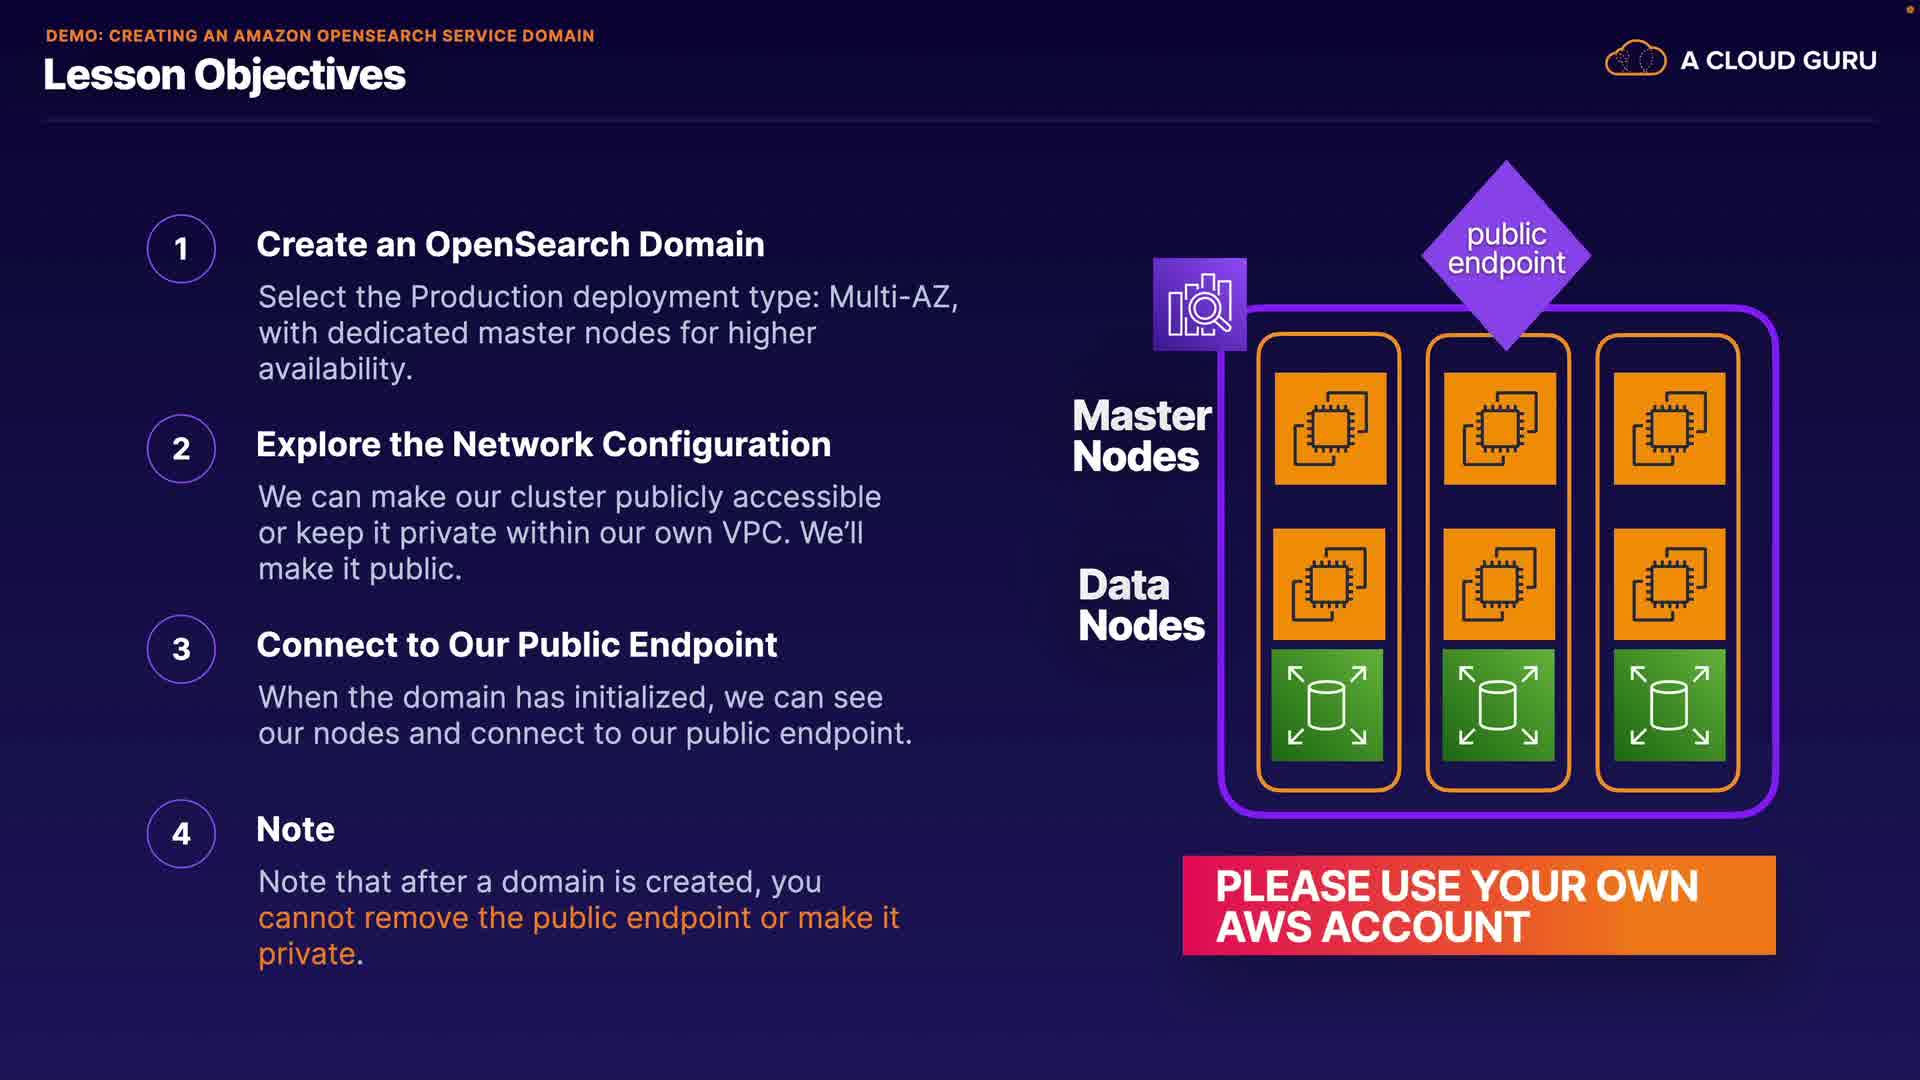 DEMO: CREATING AN AMAZON OPENSEARCH SERVICE DOMAIN
Lesson Objectives
A CLOUD GURU
1
Create an OpenSearch Domain
Select the Production deployment type: Multi-AZ,
with dedicated master nodes for higher
availability.
2
Explore the Network Configuration
We can make our cluster publicly accessible
or keep it private within our own VPC. We’ll
make it public.
3
Connect to Our Public Endpoint
When the domain has initialized, we can see
our nodes and connect to our public endpoint.
4
Note
Note that after a domain is created, you
cannot remove the public endpoint or make it
private.
public
endpoint
Master
Nodes
Data
Nodes
PLEASE USE YOUR OWN
AWS ACCOUNT